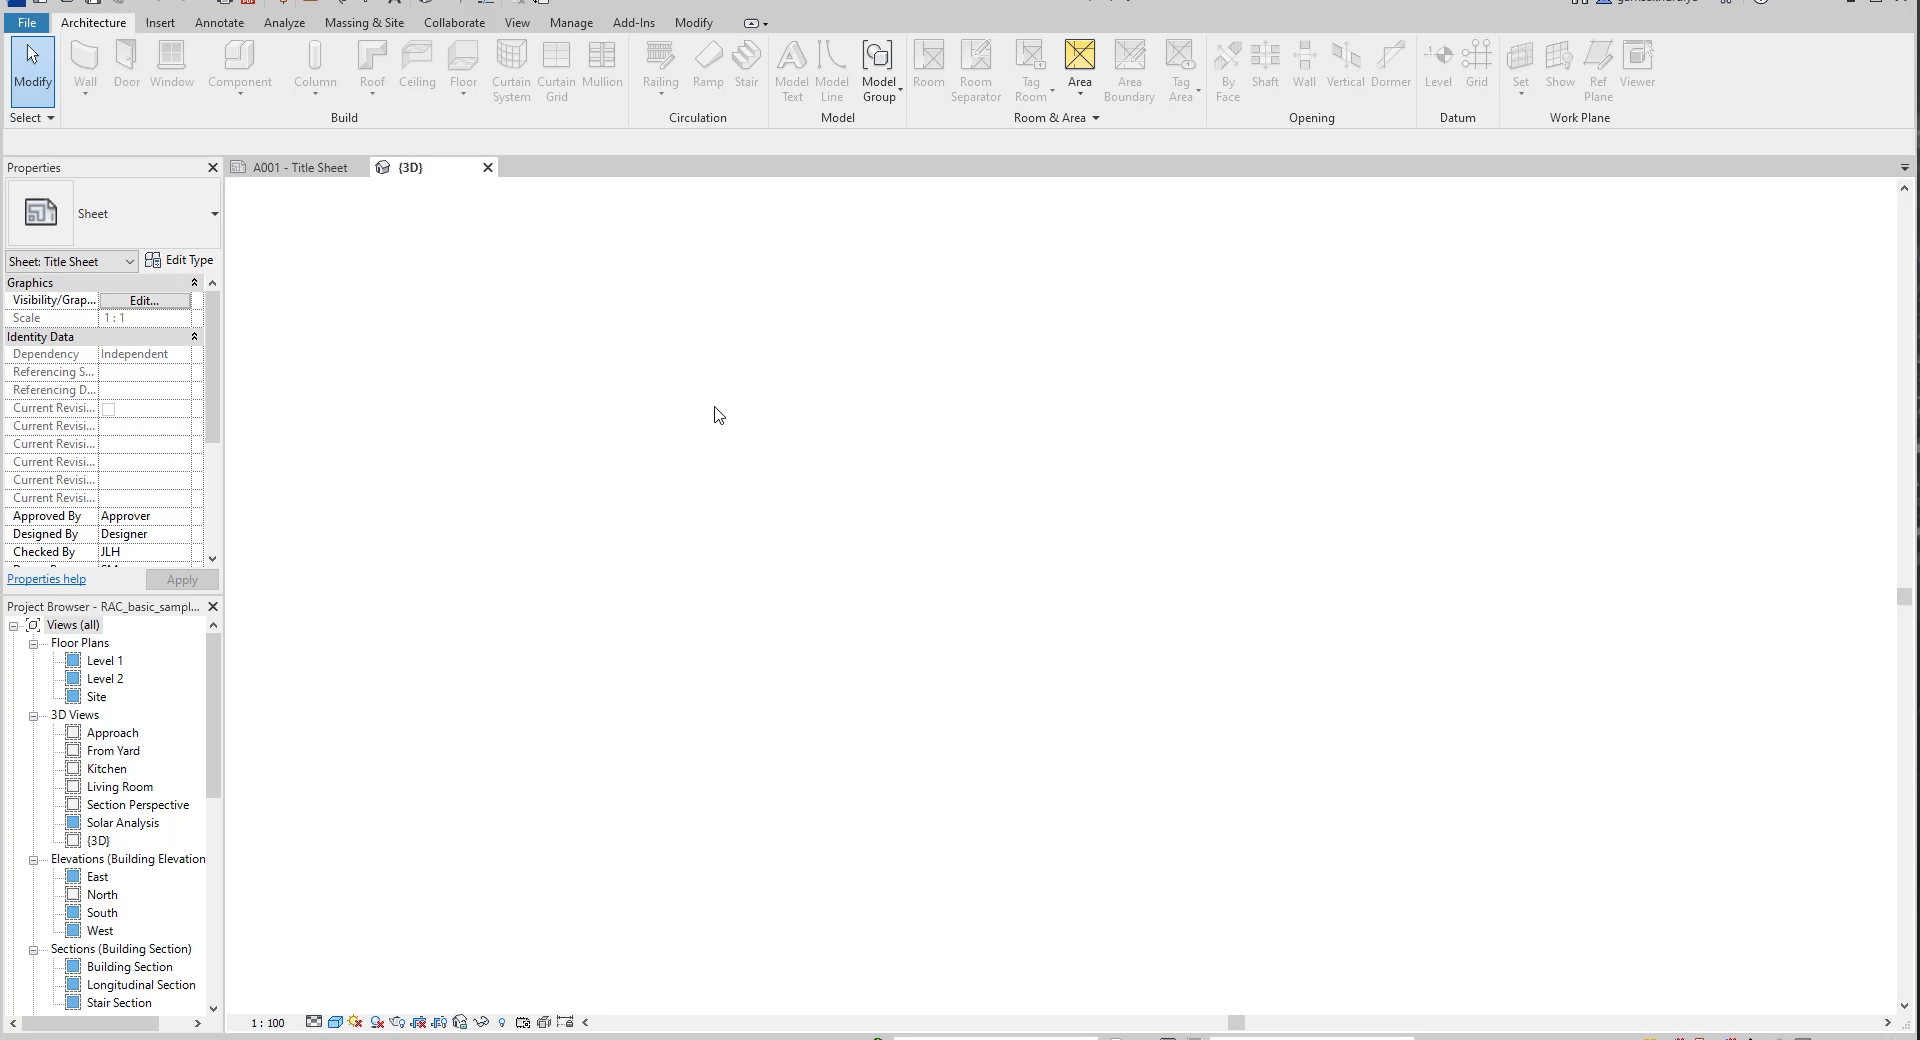 File Architecture Insert Annotate Analyze Massing & Site Collaborate View Manage Add-Ins Modify
Modify Wall Door Window Component Column Roof Ceiling Floor Curtain System Curtain Grid Mullion Railing Ramp Stair Model Text Model Line Model Group Room Room Separator Tag Room Area Area Boundary Tag Area By Face Shaft Wall Vertical Dormer Level Grid Set Show Ref Plane Viewer
Select Build Circulation Model Room & Area Opening Datum Work Plane
Properties
A001 - Title Sheet
{3D}
Sheet
Sheet: Title Sheet
Edit Type
Graphics
Visibility/Grap... Edit...
Scale 1 : 1
Identity Data
Dependency Independent
Referencing S...
Referencing D...
Current Revisi...
Current Revisi...
Current Revisi...
Current Revisi...
Current Revisi...
Current Revisi...
Approved By Approver
Designed By Designer
Checked By JLH
Properties help Apply
Project Browser - RAC_basic_sampl...
Views (all)
Floor Plans
Level 1
Level 2
Site
3D Views
Approach
From Yard
Kitchen
Living Room
Section Perspective
Solar Analysis
{3D}
Elevations (Building Elevation
East
North
South
West
Sections (Building Section)
Building Section
Longitudinal Section
Stair Section
1 : 100